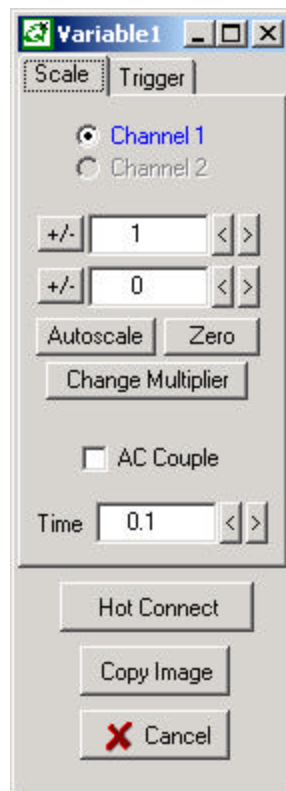 Variable1
Scale Trigger
Channel 1
Channel 2
+/- 1 < >
+/- 0 < >
Autoscale Zero
Change Multiplier
AC Couple
Time 0.1 < >
Hot Connect
Copy Image
Cancel